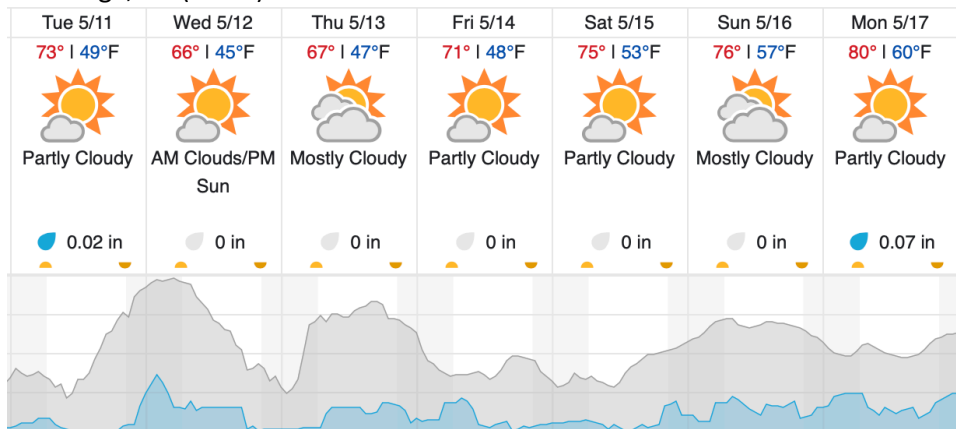 Tue 5/11 Wed 5/12 Thu 5/13 Fri 5/14 Sat 5/15 Sun 5/16 Mon 5/17
73° | 49°F 66° | 45°F 67° | 47°F 71° | 48°F 75° | 53°F 76° | 57°F 80° | 60°F
Partly Cloudy AM Clouds/PM Mostly Cloudy Partly Cloudy Partly Cloudy Mostly Cloudy Partly Cloudy
Sun
0.02 in 0 in 0 in 0 in 0 in 0 in 0.07 in